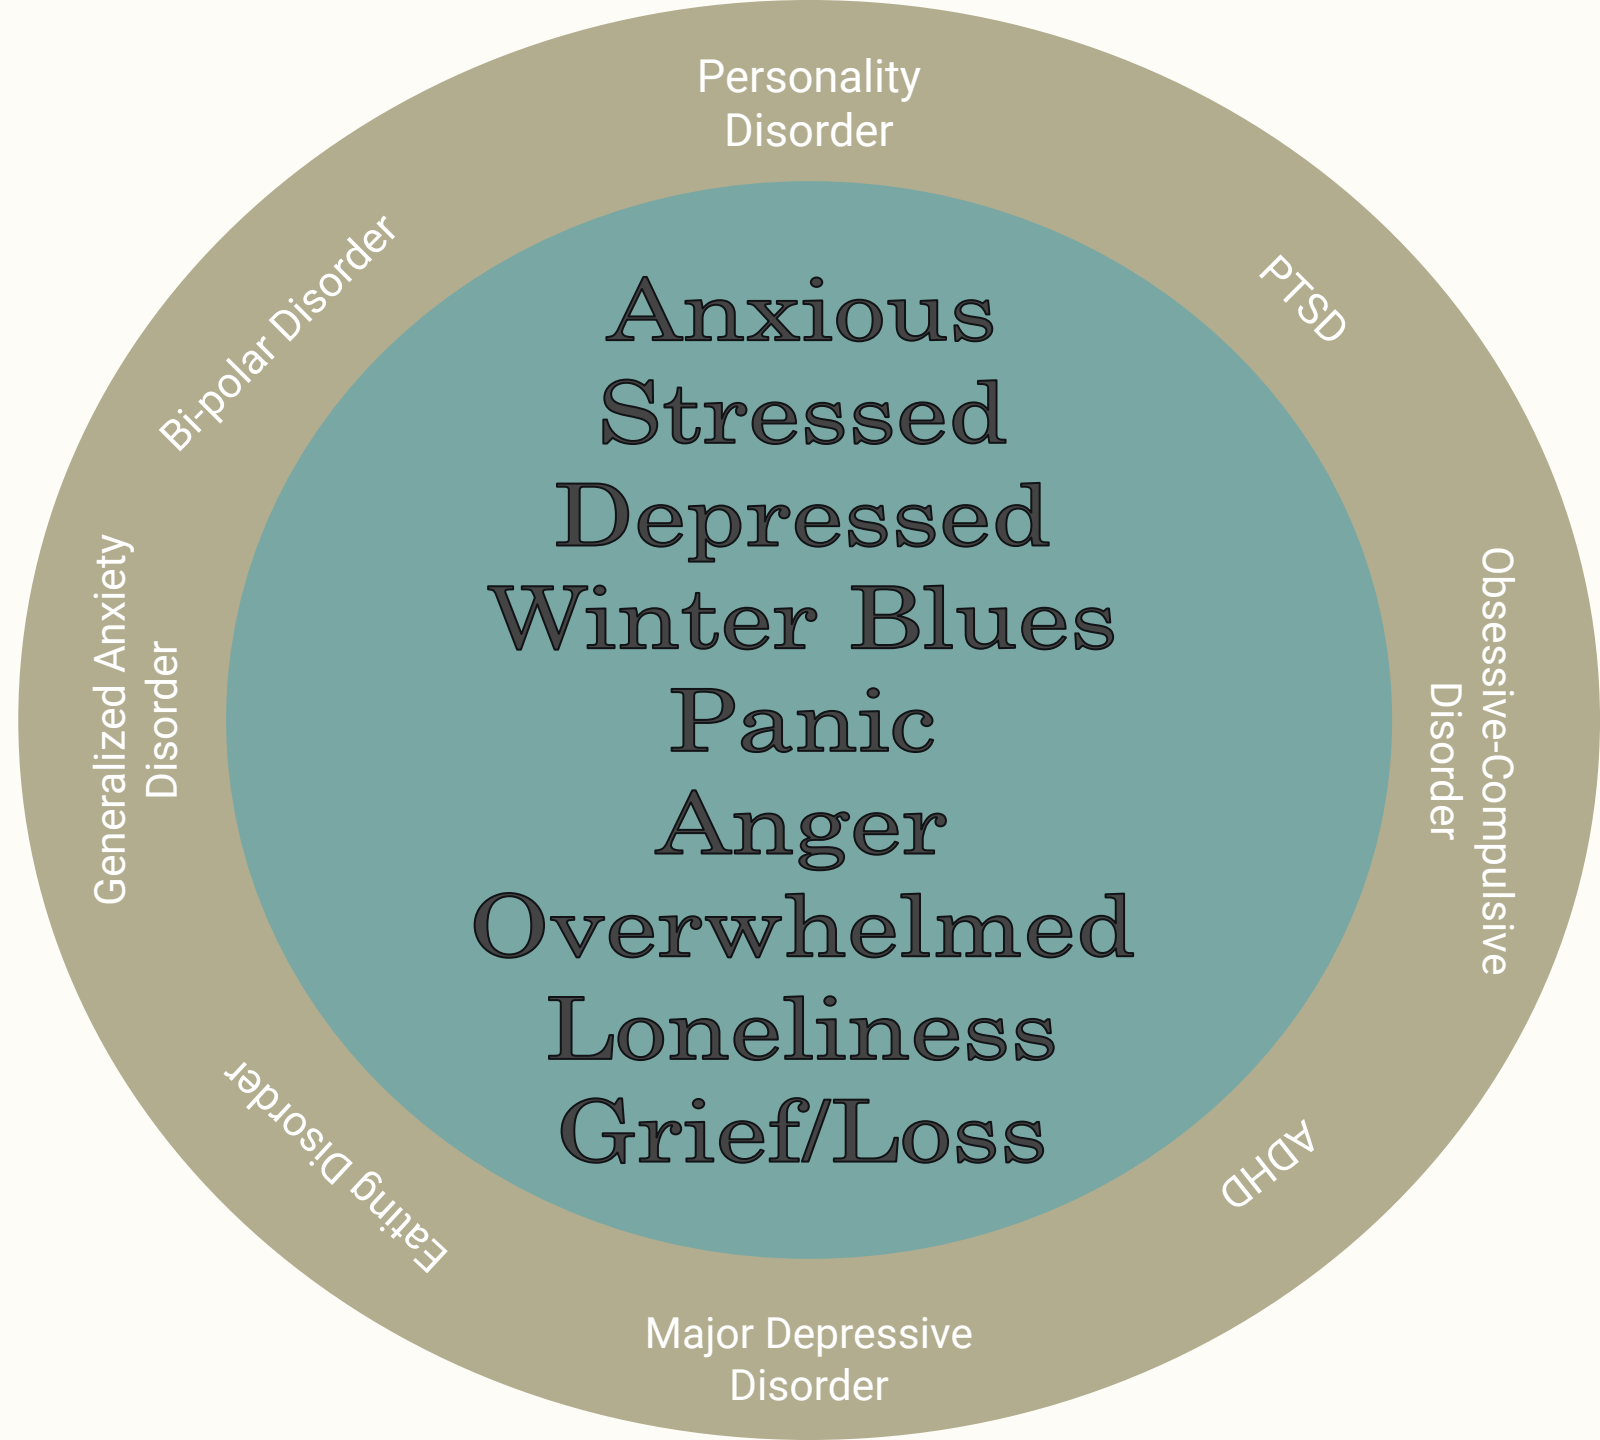 Personality
Disorder
Bi-polar Disorder
PTSD
Anxious
Stressed
Depressed
Winter Blues
Panic
Anger
Overwhelmed
Loneliness
Grief/Loss
Generalized Anxiety
Disorder
Obsessive-Compulsive
Disorder
Eating Disorder
ADHD
Major Depressive
Disorder